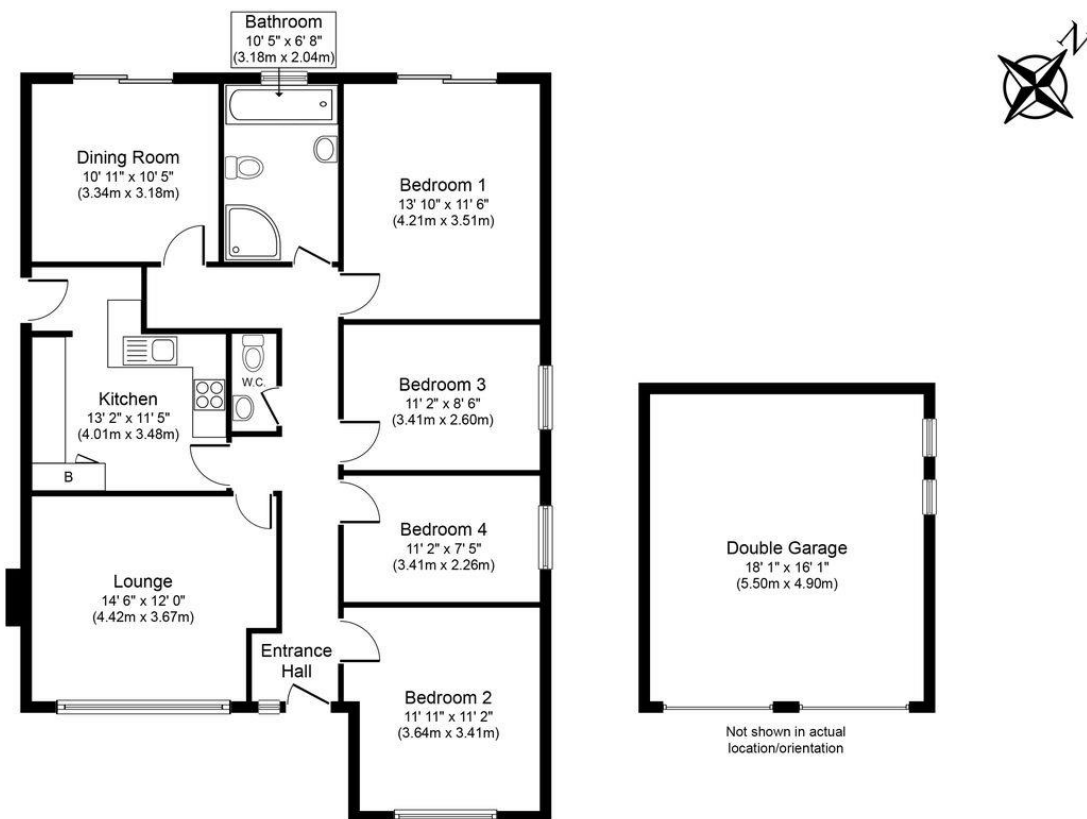 Bathroom
10' 5" x 6' 8"
(3.18m x 2.04m)
N
Dining Room
10' 11" x 10' 5"
(3.34m x 3.18m)
Bedroom 1
13' 10" x 11' 6"
(4.21m x 3.51m)
W.C.
Kitchen
13' 2" x 11' 5"
(4.01m x 3.48m)
B
Bedroom 3
11' 2" x 8' 6"
(3.41m x 2.60m)
Bedroom 4
11' 2" x 7' 5"
(3.41m x 2.26m)
Lounge
14' 6" x 12' 0"
(4.42m x 3.67m)
Entrance
Hall
Bedroom 2
11' 11" x 11' 2"
(3.64m x 3.41m)
Double Garage
18' 1" x 16' 1"
(5.50m x 4.90m)
Not shown in actual
location/orientation